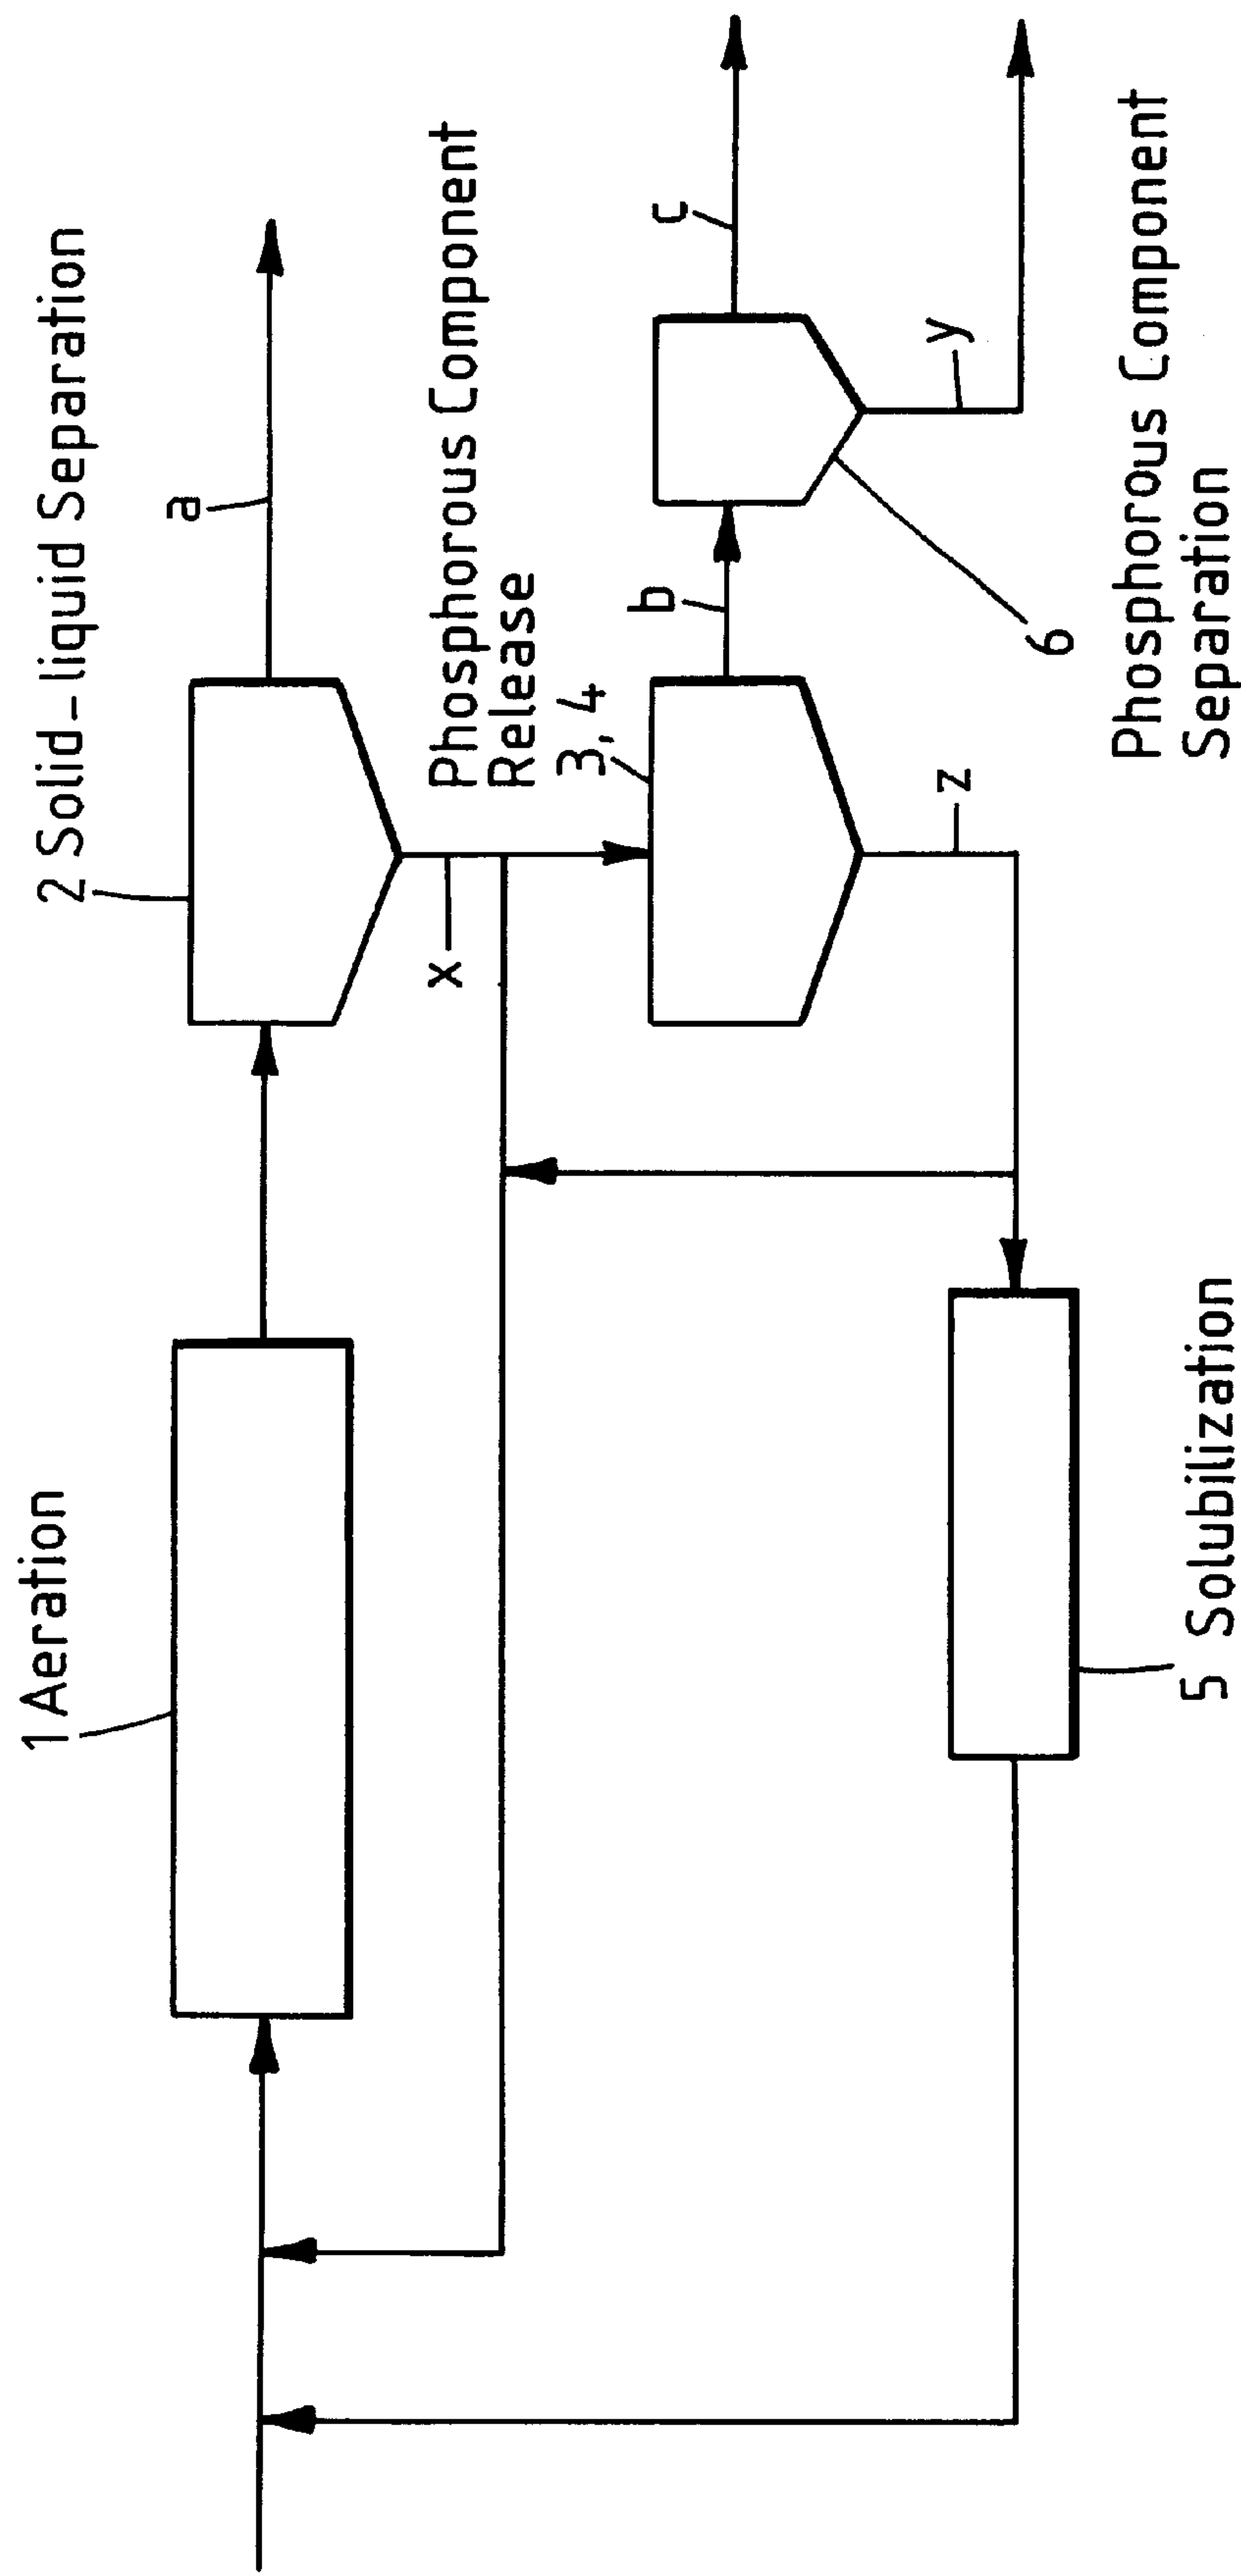 1 Aeration
2 Solid-liquid Separation
a
x
Phosphorous Component
Release
3, 4
b
c
y
6
z
Phosphorous Component
Separation
5 Solubilization